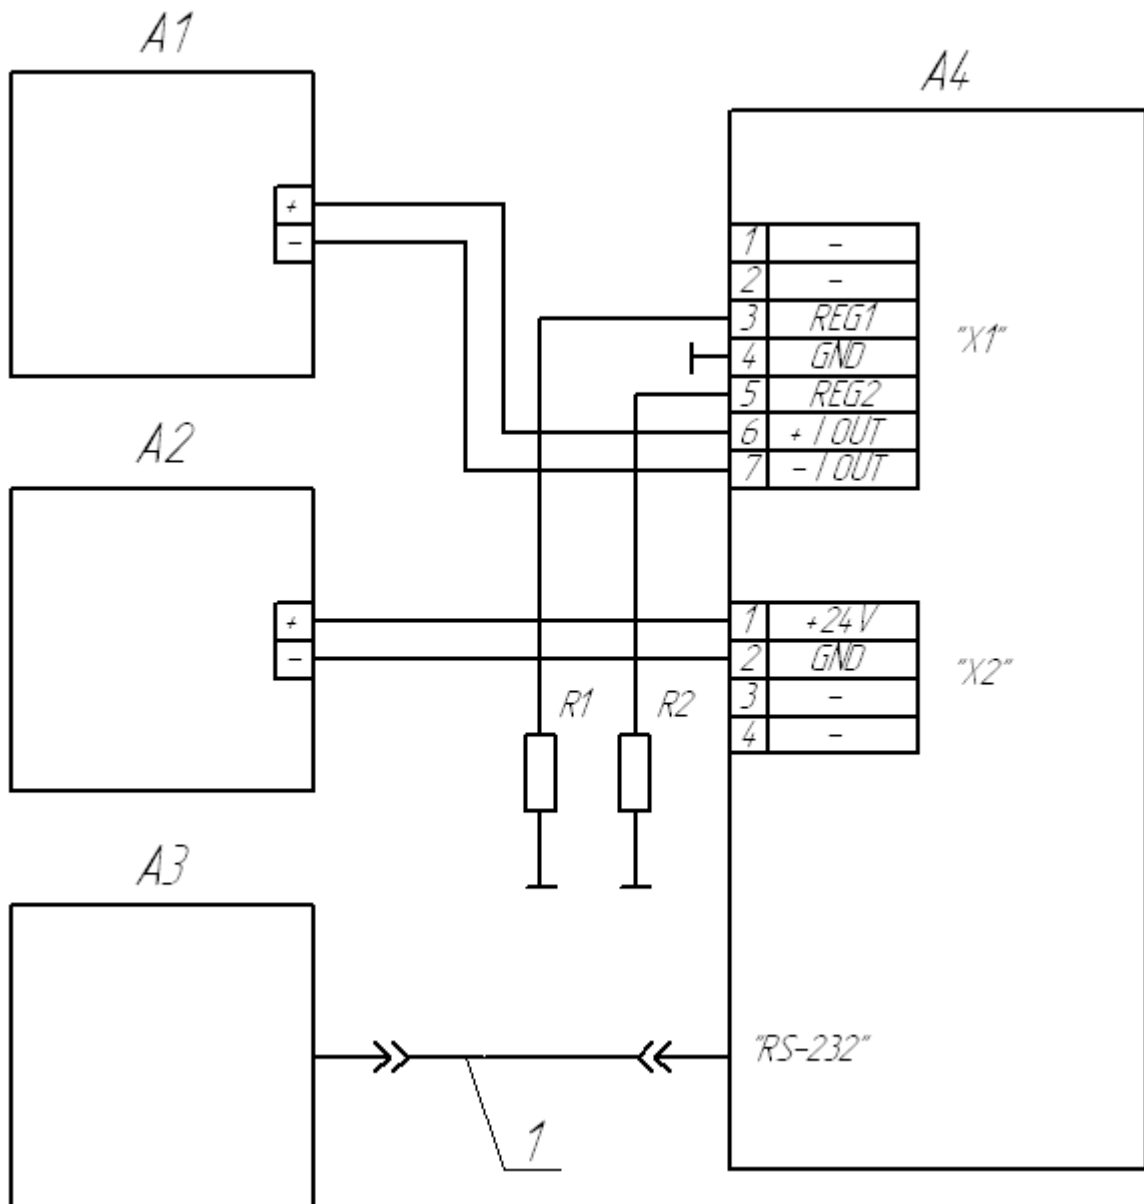 A1
+
-
A2
+
-
A3
A4
1 -
2 -
3 REG1
4 GND
5 REG2
6 + I OUT
7 - I OUT
"X1"
1 +24V
2 GND
3 -
4 -
"X2"
R1 R2
"RS-232"
1